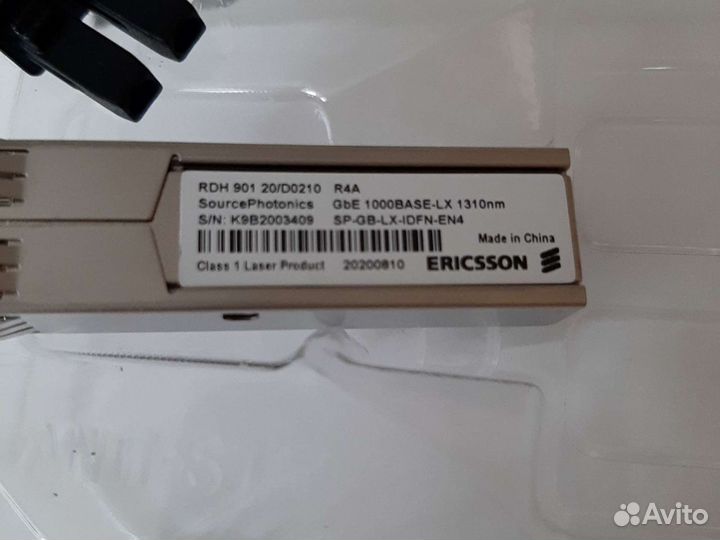 RDH 901 20/D0210 R4A
SourcePhotonics GbE 1000BASE-LX 1310nm
S/N: K9B2003409 SP-GB-LX-IDFN-EN4
Made in China
Class 1 Laser Product 20200810 ERICSSON
Avito